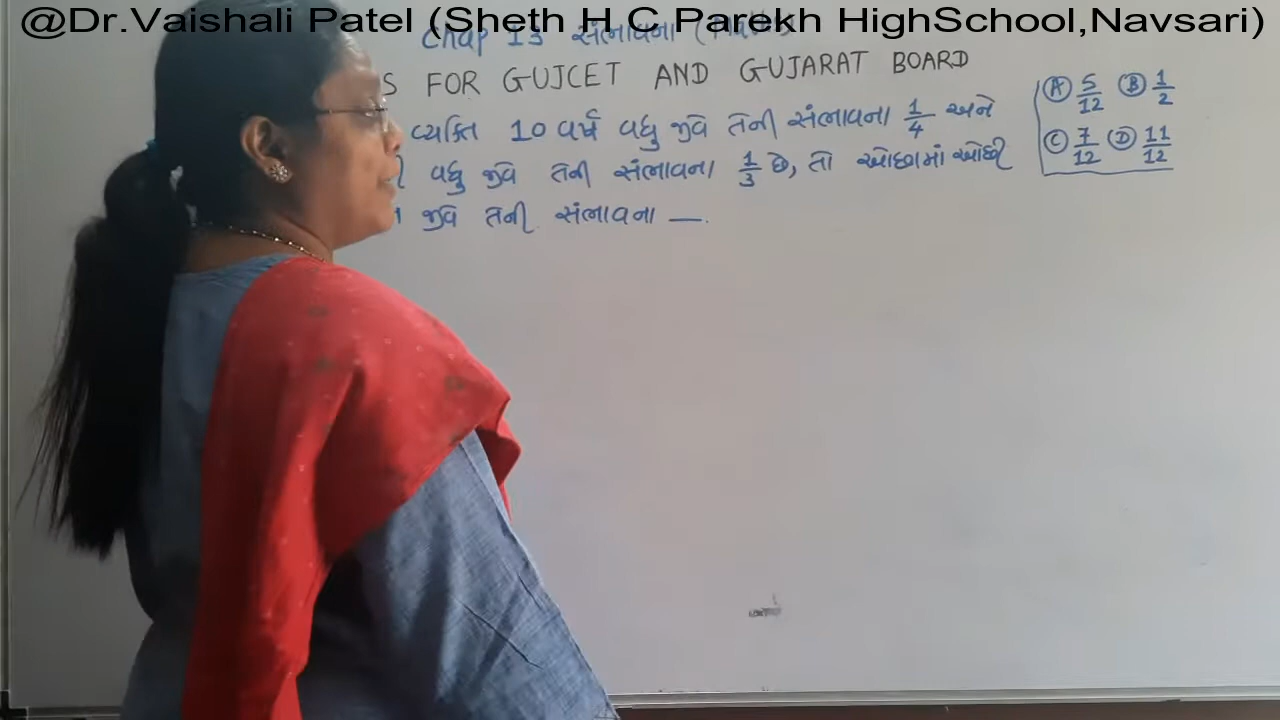 @Dr.Vaishali Patel (Sheth H C Parekh HighSchool,Navsari)
Chap 13 સંભાવના
S FOR GUJCET AND GUJARAT BOARD
વ્યક્તિ 10 વર્ષ વધુ જીવે તેની સંભાવના 1/4 અને
વધુ જીવે તેની સંભાવના 1/3 છે, તો ઓછામાં ઓછી
જીવે તેની સંભાવના —.
(A) 5/12 (B) 1/2
(C) 7/12 (D) 11/12